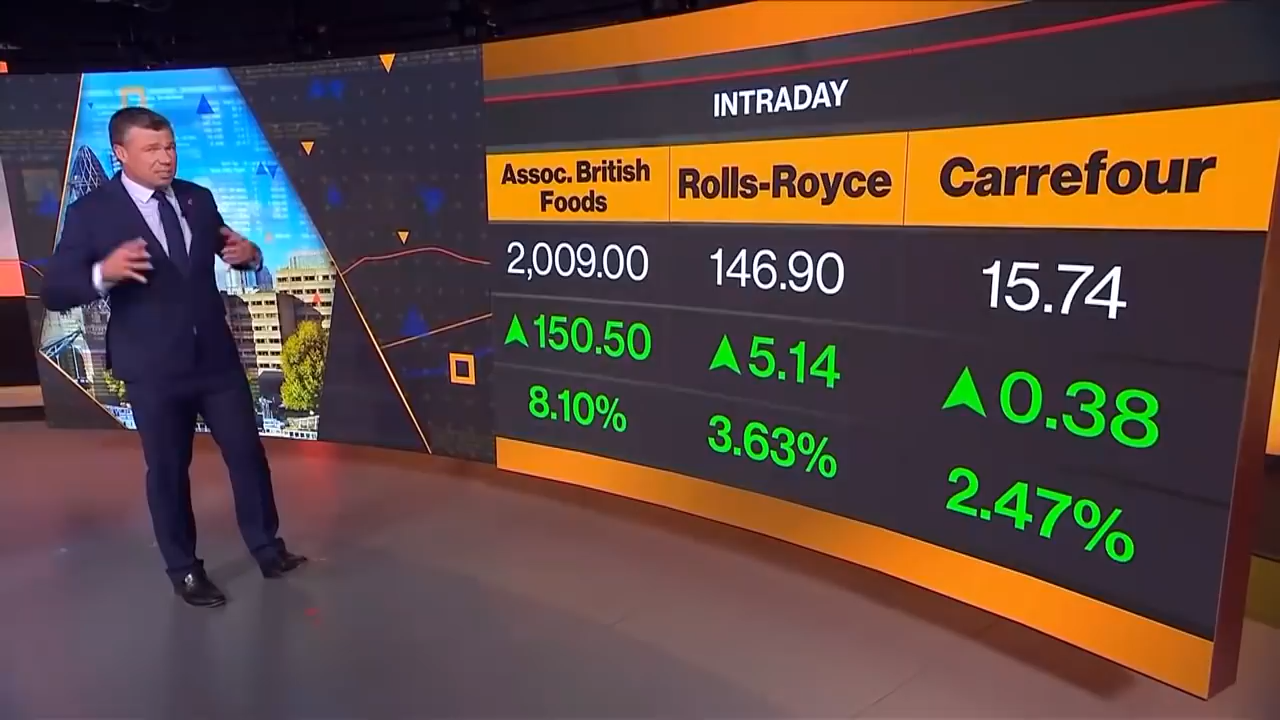 INTRADAY
Assoc. British
Foods
Rolls-Royce
Carrefour
2,009.00
146.90
15.74
▲150.50
▲5.14
▲0.38
8.10%
3.63%
2.47%